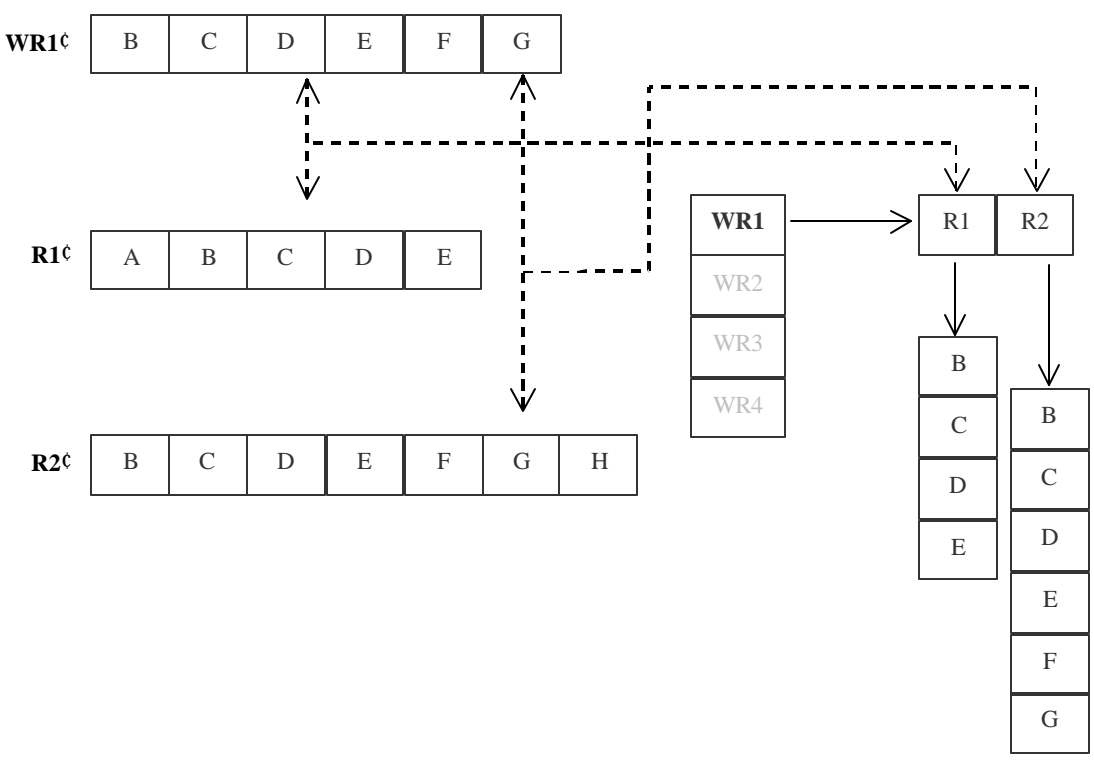 WR1¢ B C D E F G
R1¢ A B C D E
R2¢ B C D E F G H
WR1
WR2
WR3
WR4
R1 R2
B
C
D
E
B
C
D
E
F
G